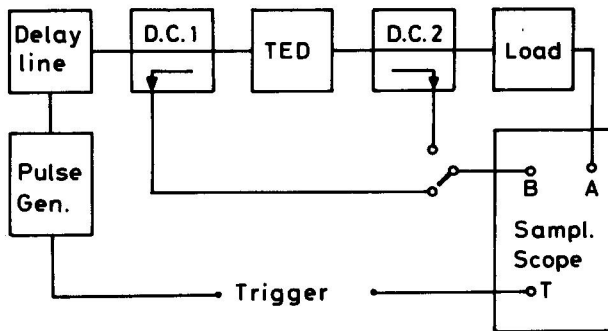 Delay
line
D.C.1
TED
D.C.2
Load
Pulse
Gen.
B
A
Sampl.
Scope
Trigger
T